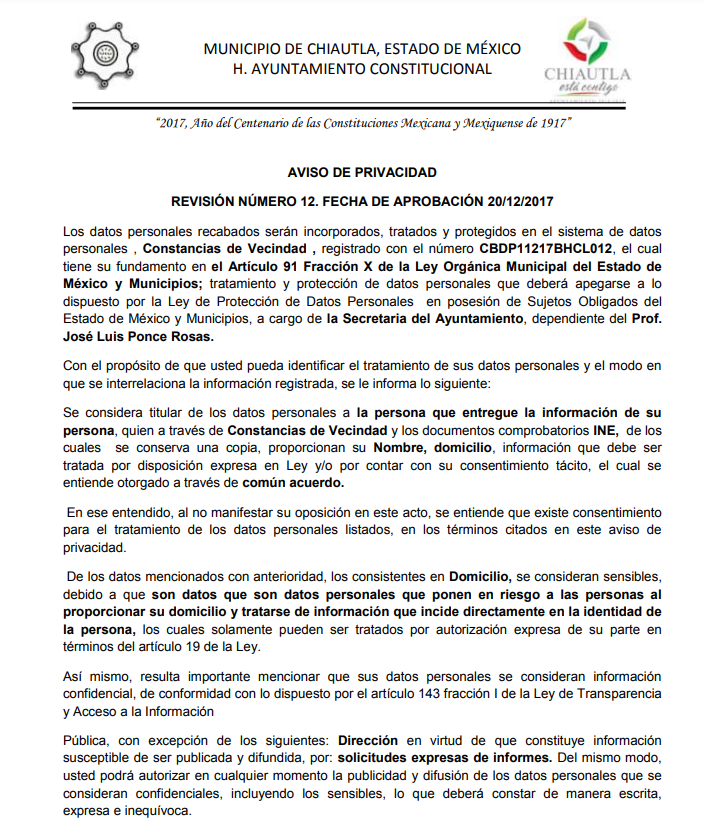 MUNICIPIO DE CHIAUTLA, ESTADO DE MÉXICO
H. AYUNTAMIENTO CONSTITUCIONAL
CHIAUTLA
está contigo
“2017, Año del Centenario de las Constituciones Mexicana y Mexiquense de 1917”
AVISO DE PRIVACIDAD
REVISIÓN NÚMERO 12. FECHA DE APROBACIÓN 20/12/2017
Los datos personales recabados serán incorporados, tratados y protegidos en el sistema de datos
personales , Constancias de Vecindad , registrado con el número CBDP11217BHCL012, el cual
tiene su fundamento en el Artículo 91 Fracción X de la Ley Orgánica Municipal del Estado de
México y Municipios; tratamiento y protección de datos personales que deberá apegarse a lo
dispuesto por la Ley de Protección de Datos Personales en posesión de Sujetos Obligados del
Estado de México y Municipios, a cargo de la Secretaria del Ayuntamiento, dependiente del Prof.
José Luis Ponce Rosas.
Con el propósito de que usted pueda identificar el tratamiento de sus datos personales y el modo en
que se interrelaciona la información registrada, se le informa lo siguiente:
Se considera titular de los datos personales a la persona que entregue la información de su
persona, quien a través de Constancias de Vecindad y los documentos comprobatorios INE, de los
cuales se conserva una copia, proporcionan su Nombre, domicilio, información que debe ser
tratada por disposición expresa en Ley y/o por contar con su consentimiento tácito, el cual se
entiende otorgado a través de común acuerdo.
En ese entendido, al no manifestar su oposición en este acto, se entiende que existe consentimiento
para el tratamiento de los datos personales listados, en los términos citados en este aviso de
privacidad.
De los datos mencionados con anterioridad, los consistentes en Domicilio, se consideran sensibles,
debido a que son datos que son datos personales que ponen en riesgo a las personas al
proporcionar su domicilio y tratarse de información que incide directamente en la identidad de
la persona, los cuales solamente pueden ser tratados por autorización expresa de su parte en
términos del artículo 19 de la Ley.
Así mismo, resulta importante mencionar que sus datos personales se consideran información
confidencial, de conformidad con lo dispuesto por el artículo 143 fracción I de la Ley de Transparencia
y Acceso a la Información
Pública, con excepción de los siguientes: Dirección en virtud de que constituye información
susceptible de ser publicada y difundida, por: solicitudes expresas de informes. Del mismo modo,
usted podrá autorizar en cualquier momento la publicidad y difusión de los datos personales que se
consideran confidenciales, incluyendo los sensibles, lo que deberá constar de manera escrita,
expresa e inequívoca.